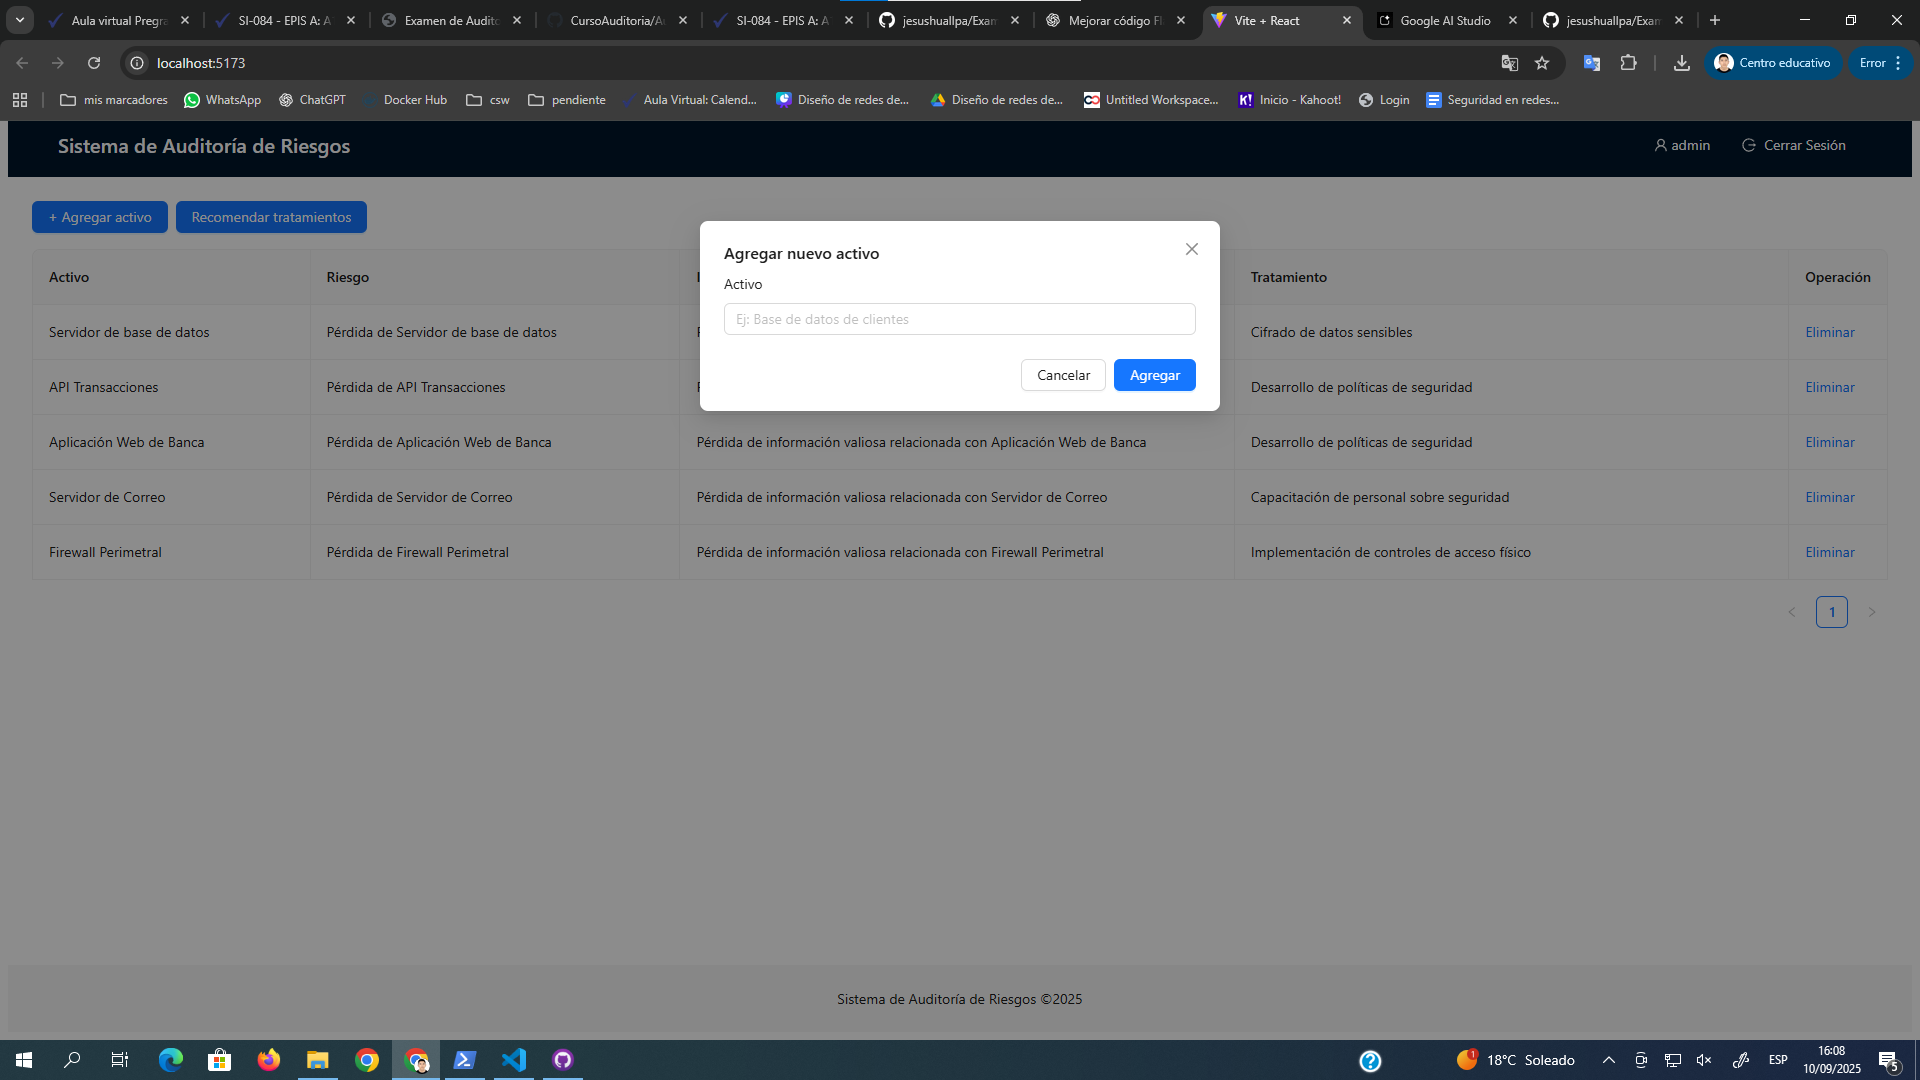 Aula virtual Pregra
SI-084 - EPIS A: A
Examen de Audito
CursoAuditoria/Au
SI-084 - EPIS A: A
jesushuallpa/Exam
Mejorar código Fl
Vite + React
Google AI Studio
jesushuallpa/Exam
localhost:5173
Centro educativo
Error
mis marcadores
WhatsApp
ChatGPT
Docker Hub
csw
pendiente
Aula Virtual: Calend...
Diseño de redes de...
Diseño de redes de...
Untitled Workspace...
Inicio - Kahoot!
Login
Seguridad en redes...
Sistema de Auditoría de Riesgos
admin
Cerrar Sesión
+ Agregar activo
Recomendar tratamientos
Agregar nuevo activo
Activo
Ej: Base de datos de clientes
Cancelar
Agregar
Activo Riesgo Tratamiento Operación
Servidor de base de datos Pérdida de Servidor de base de datos Cifrado de datos sensibles Eliminar
API Transacciones Pérdida de API Transacciones Desarrollo de políticas de seguridad Eliminar
Aplicación Web de Banca Pérdida de Aplicación Web de Banca Pérdida de información valiosa relacionada con Aplicación Web de Banca Desarrollo de políticas de seguridad Eliminar
Servidor de Correo Pérdida de Servidor de Correo Pérdida de información valiosa relacionada con Servidor de Correo Capacitación de personal sobre seguridad Eliminar
Firewall Perimetral Pérdida de Firewall Perimetral Pérdida de información valiosa relacionada con Firewall Perimetral Implementación de controles de acceso físico Eliminar
1
Sistema de Auditoría de Riesgos ©2025
1
18°C Soleado
ESP
16:08
10/09/2025
5